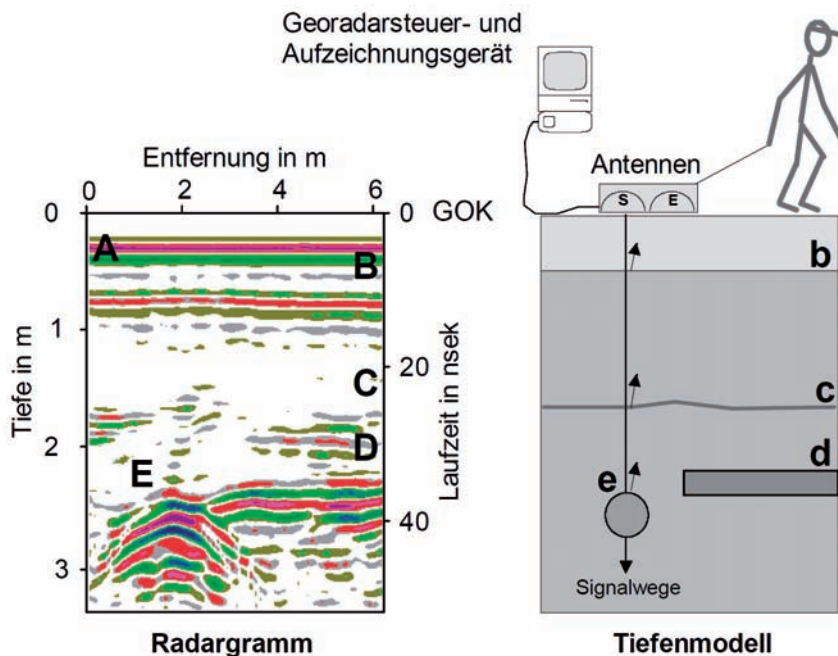 Georadarsteuer- und
Aufzeichnungsgerät
Entfernung in m
0 2 4 6
Antennen
S E
0 0 GOK
A B b
1
20
Tiefe in m
Laufzeit in nsek
C c
2
D d
E e
40
3
Signalwege
Radargramm Tiefenmodell